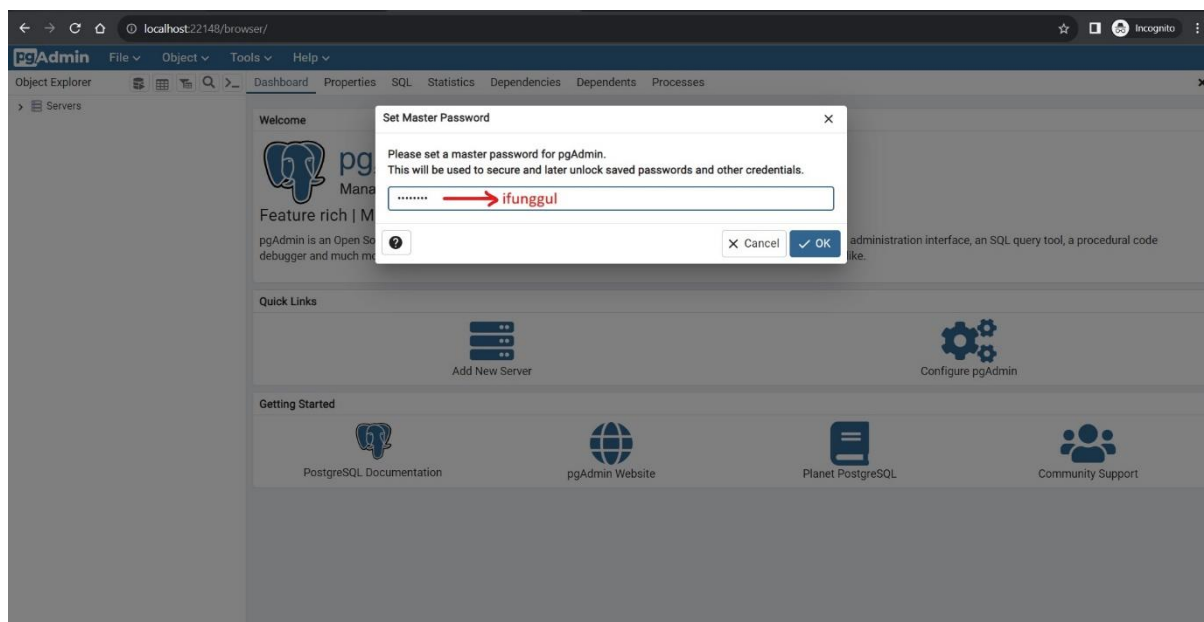 localhost:22148/browser/
Incognito
pgAdmin File Object Tools Help
Object Explorer
Dashboard Properties SQL Statistics Dependencies Dependents Processes
Servers
Welcome
Set Master Password
Please set a master password for pgAdmin.
This will be used to secure and later unlock saved passwords and other credentials.
ifunggul
Cancel OK
pg
Mana
Feature rich | M
pgAdmin is an Open So
administration interface, an SQL query tool, a procedural code
debugger and much mo
like.
Quick Links
Add New Server
Configure pgAdmin
Getting Started
PostgreSQL Documentation
pgAdmin Website
Planet PostgreSQL
Community Support